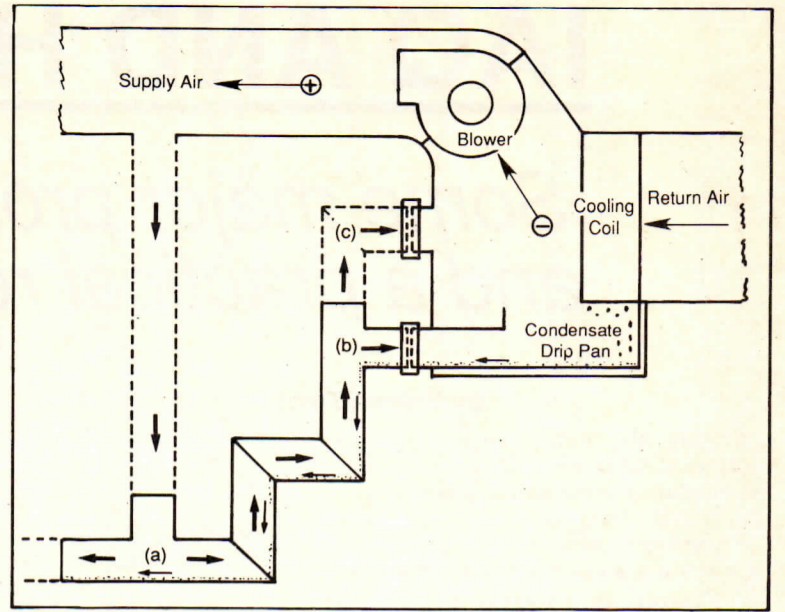 Supply Air
+
Blower
Cooling
Coil
Return Air
−
(c)
(b)
Condensate
Drip Pan
(a)